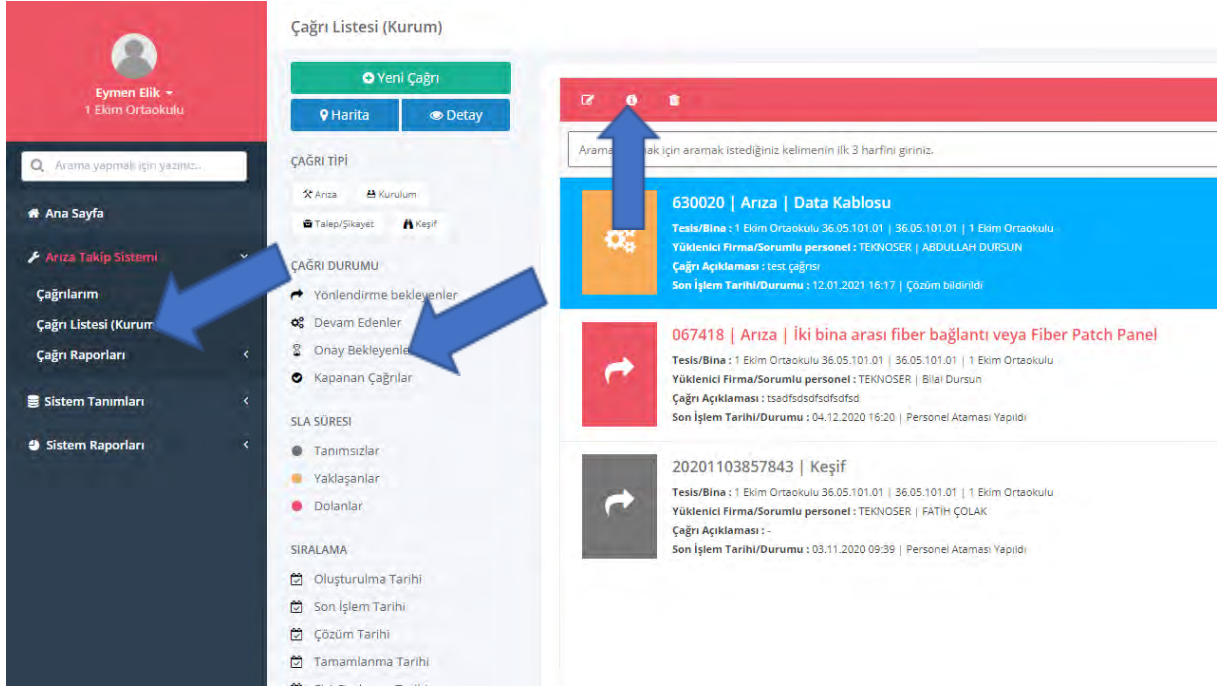 Çağrı Listesi (Kurum)
Eymen Elik
1 Ekim Ortaokulu
Arama yapmak için yazınız..
Ana Sayfa
Arıza Takip Sistemi
Çağrılarım
Çağrı Listesi (Kurum
Çağrı Raporları
Sistem Tanımları
Sistem Raporları
Yeni Çağrı
Harita
Detay
ÇAĞRI TİPİ
Arıza
Kurulum
Talep/Şikayet
Keşif
ÇAĞRI DURUMU
Yönlendirme bekleyenler
Devam Edenler
Onay Bekleyenle
Kapanan Çağrılar
SLA SÜRESİ
Tanımsızlar
Yaklaşanlar
Dolanlar
SIRALAMA
Oluşturulma Tarihi
Son İşlem Tarihi
Çözüm Tarihi
Tamamlanma Tarihi
Arama ak için aramak istediğiniz kelimenin ilk 3 harfini giriniz.
630020 | Arıza | Data Kablosu
Tesis/Bina : 1 Ekim Ortaokulu 36.05.101.01 | 36.05.101.01 | 1 Ekim Ortaokulu
Yüklenici Firma/Sorumlu personel : TEKNOSER | ABDULLAH DURSUN
Çağrı Açıklaması : test çağrısı
Son İşlem Tarihi/Durumu : 12.01.2021 16:17 | Çözüm bildirildi
067418 | Arıza | İki bina arası fiber bağlantı veya Fiber Patch Panel
Tesis/Bina : 1 Ekim Ortaokulu 36.05.101.01 | 36.05.101.01 | 1 Ekim Ortaokulu
Yüklenici Firma/Sorumlu personel : TEKNOSER | Bilal Dursun
Çağrı Açıklaması : tsadfsdsdfsdfsdfsd
Son İşlem Tarihi/Durumu : 04.12.2020 16:20 | Personel Ataması Yapıldı
20201103857843 | Keşif
Tesis/Bina : 1 Ekim Ortaokulu 36.05.101.01 | 36.05.101.01 | 1 Ekim Ortaokulu
Yüklenici Firma/Sorumlu personel : TEKNOSER | FATİH ÇOLAK
Çağrı Açıklaması : -
Son İşlem Tarihi/Durumu : 03.11.2020 09:39 | Personel Ataması Yapıldı